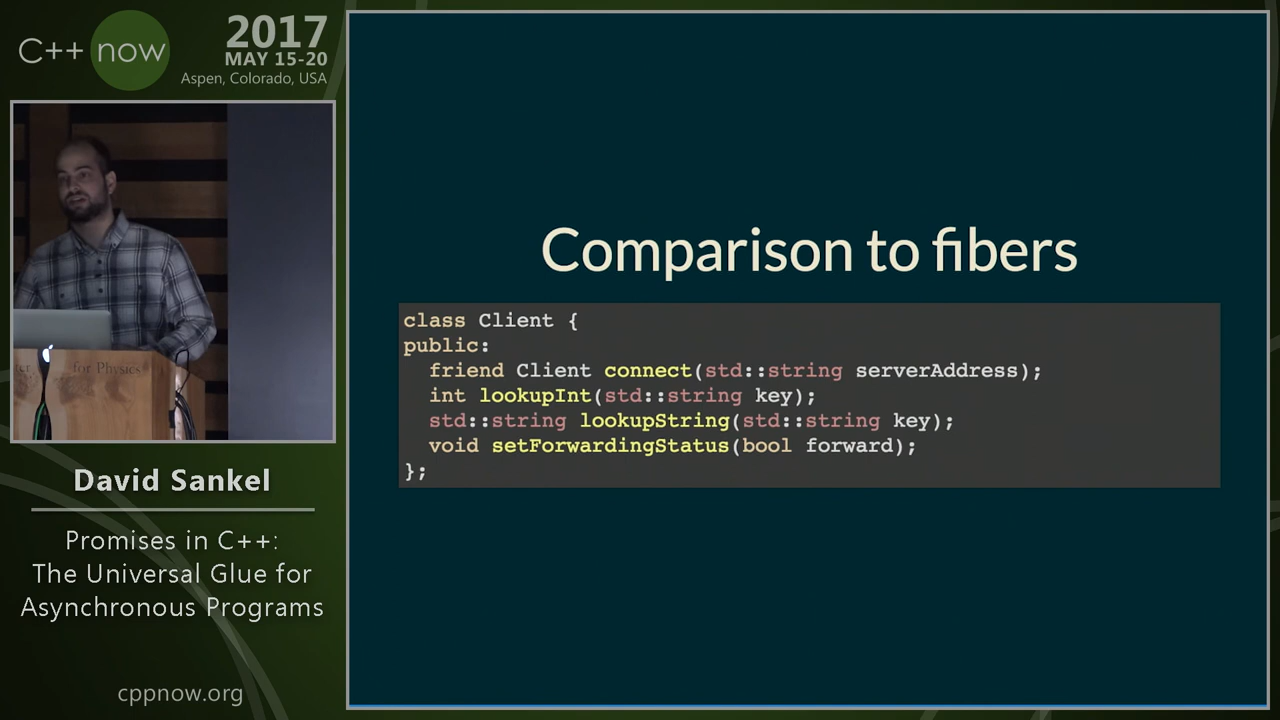 C++ now
2017
MAY 15-20
Aspen, Colorado, USA
for Physics
David Sankel
Promises in C++:
The Universal Glue for
Asynchronous Programs
cppnow.org
Comparison to fibers
class Client {
public:
  friend Client connect(std::string serverAddress);
  int lookupInt(std::string key);
  std::string lookupString(std::string key);
  void setForwardingStatus(bool forward);
};